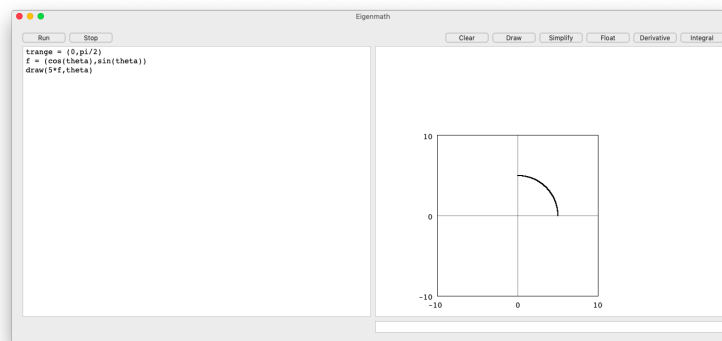 Eigenmath
Run Stop Clear Draw Simplify Float Derivative Integral
trange = (0,pi/2)
f = (cos(theta),sin(theta))
draw(5*f,theta)
10
0
-10
-10 0 10